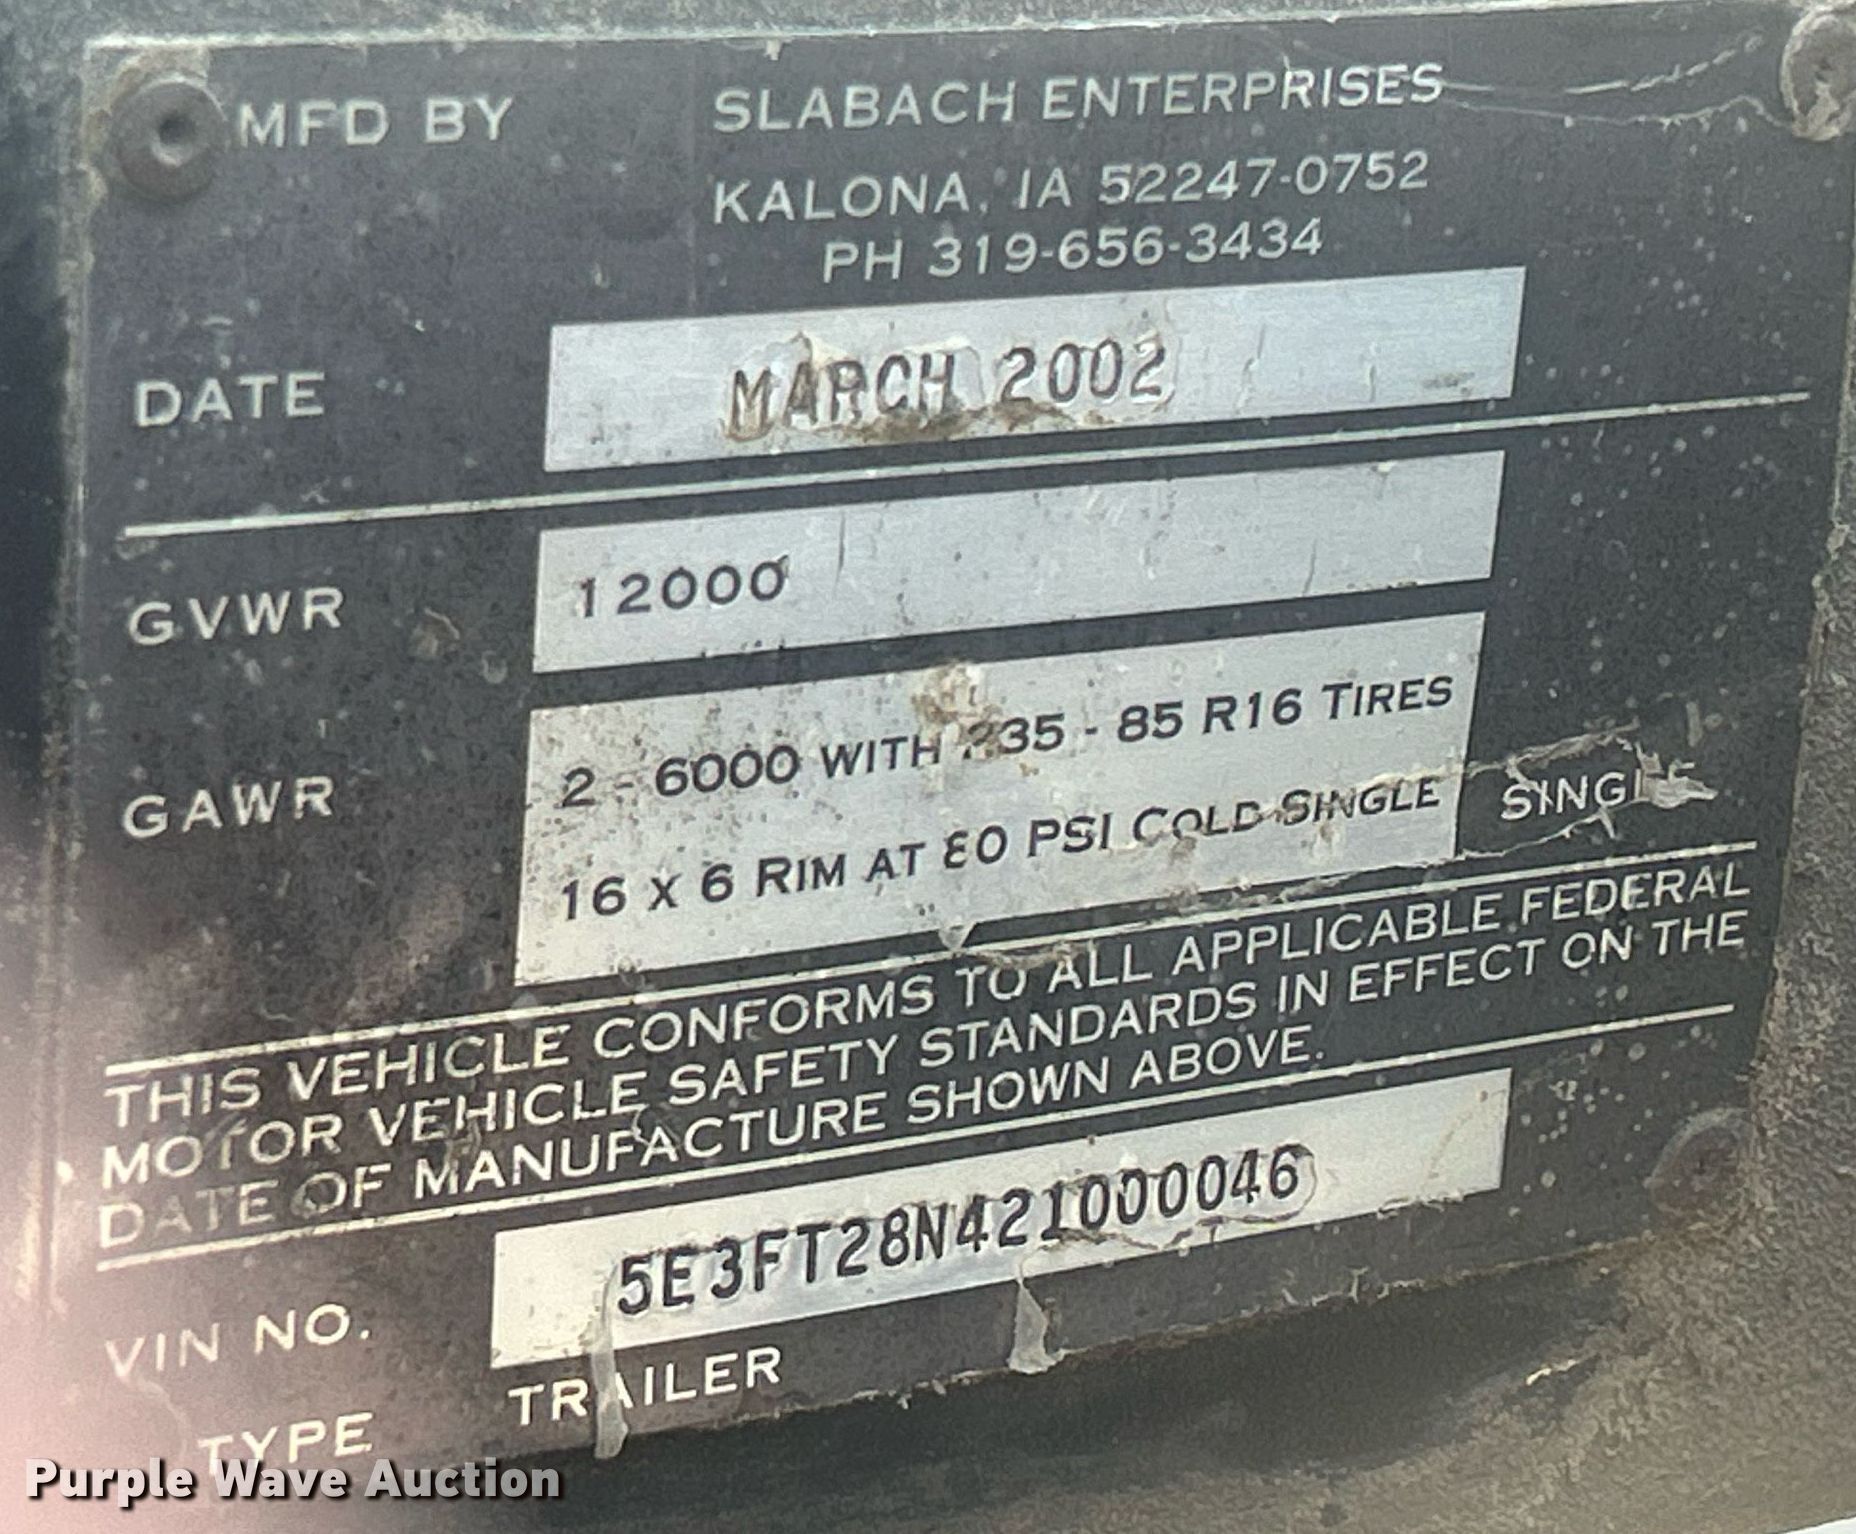 MFD BY SLABACH ENTERPRISES
KALONA, IA 52247-0752
PH 319-656-3434
DATE MARCH 2002
GVWR 12000
GAWR 2 - 6000 WITH 235 - 85 R16 TIRES
16 X 6 RIM AT 80 PSI COLD SINGLE SINGLE
THIS VEHICLE CONFORMS TO ALL APPLICABLE FEDERAL
MOTOR VEHICLE SAFETY STANDARDS IN EFFECT ON THE
DATE OF MANUFACTURE SHOWN ABOVE.
VIN NO. 5E3FT28N421000046
TYPE TRAILER
Purple Wave Auction